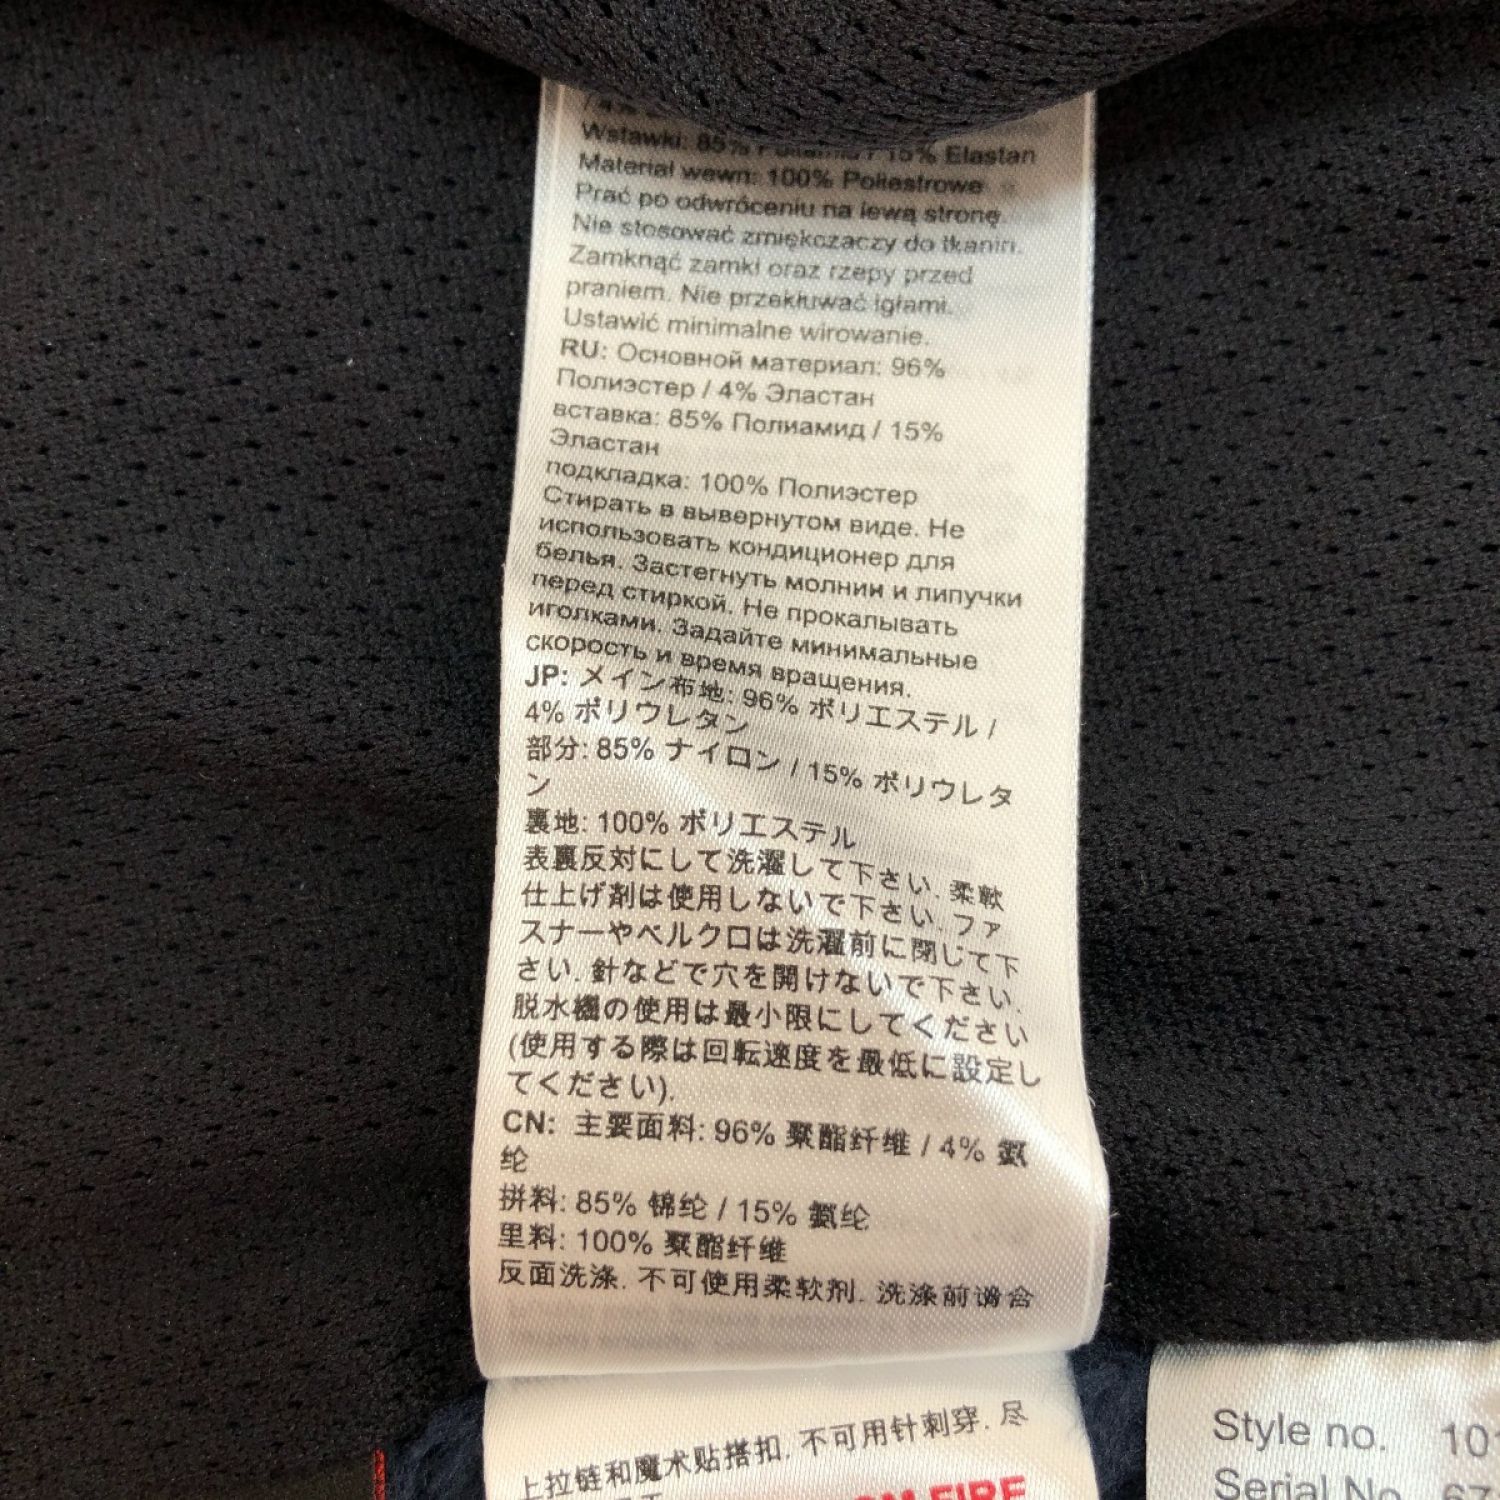 Wstawki: 85% Poliamid / 15% Elastan
Materiał wewn: 100% Poliestrowe
Prać po odwróceniu na lewą stronę.
Nie stosować zmiękczaczy do tkanin.
Zamknąć zamki oraz rzepy przed
praniem. Nie przekłuwać igłami.
Ustawić minimalne wirowanie.
RU: Основной материал: 96%
Полиэстер / 4% Эластан
вставка: 85% Полиамид / 15%
Эластан
подкладка: 100% Полиэстер
Стирать в вывернутом виде. Не
использовать кондиционер для
белья. Застегнуть молнии и липучки
перед стиркой. Не прокалывать
иголками. Задайте минимальные
скорость и время вращения.
JP: メイン布地: 96% ポリエステル /
4% ポリウレタン
部分: 85% ナイロン / 15% ポリウレタ
ン
裏地: 100% ポリエステル
表裏反対にして洗濯して下さい. 柔軟
仕上げ剤は使用しないで下さい. ファ
スナーやベルクロは洗濯前に閉じて下
さい. 針などで穴を開けないで下さい.
脱水機の使用は最小限にしてください
(使用する際は回転速度を最低に設定し
てください).
CN: 主要面料: 96% 聚酯纤维 / 4% 氨
纶
拼料: 85% 锦纶 / 15% 氨纶
里料: 100% 聚酯纤维
反面洗涤. 不可使用柔软剂. 洗涤前请合
上拉链和魔术贴搭扣. 不可用针刺穿. 尽
FIRE
Style no. 101
Serial No